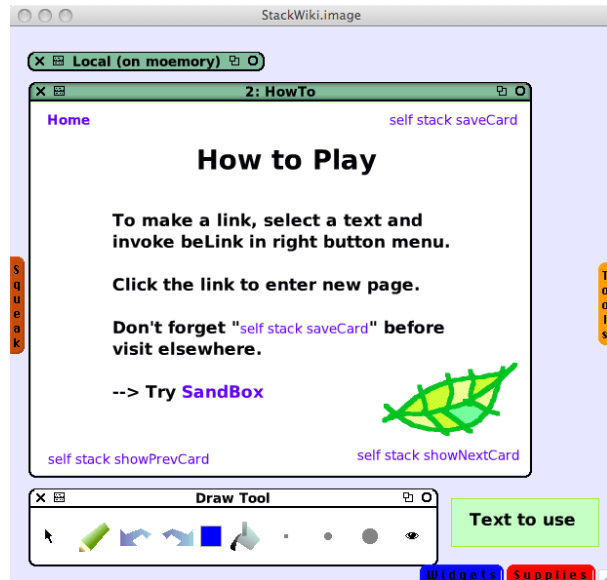 StackWiki.image
Local (on moemory)
2: HowTo
Home
self stack saveCard
How to Play
To make a link, select a text and
invoke beLink in right button menu.
Click the link to enter new page.
Don't forget "self stack saveCard" before
visit elsewhere.
--> Try SandBox
self stack showPrevCard
self stack showNextCard
Squeak
Tools
Draw Tool
Text to use
Widgets
Supplies